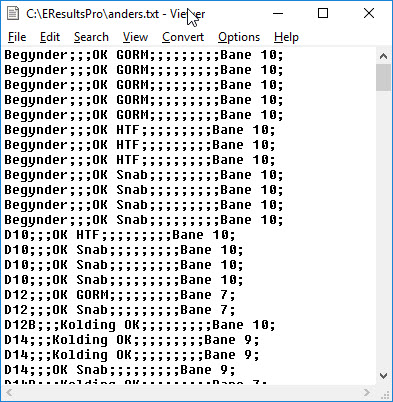 C:\EResultsPro\anders.txt - Viewer
File Edit Search View Convert Options Help
Begynder;;;OK GORM;;;;;;;;;Bane 10;
Begynder;;;OK GORM;;;;;;;;;Bane 10;
Begynder;;;OK GORM;;;;;;;;;Bane 10;
Begynder;;;OK GORM;;;;;;;;;Bane 10;
Begynder;;;OK GORM;;;;;;;;;Bane 10;
Begynder;;;OK HTF;;;;;;;;;Bane 10;
Begynder;;;OK HTF;;;;;;;;;Bane 10;
Begynder;;;OK HTF;;;;;;;;;Bane 10;
Begynder;;;OK Snab;;;;;;;;;Bane 10;
Begynder;;;OK Snab;;;;;;;;;Bane 10;
Begynder;;;OK Snab;;;;;;;;;Bane 10;
Begynder;;;OK Snab;;;;;;;;;Bane 10;
D10;;;OK HTF;;;;;;;;;Bane 10;
D10;;;OK Snab;;;;;;;;;Bane 10;
D10;;;OK Snab;;;;;;;;;Bane 10;
D10;;;OK Snab;;;;;;;;;Bane 10;
D12;;;OK GORM;;;;;;;;;Bane 7;
D12;;;OK Snab;;;;;;;;;Bane 7;
D12B;;;Kolding OK;;;;;;;;;Bane 10;
D14;;;Kolding OK;;;;;;;;;Bane 9;
D14;;;Kolding OK;;;;;;;;;Bane 9;
D14;;;OK Snab;;;;;;;;;Bane 9;